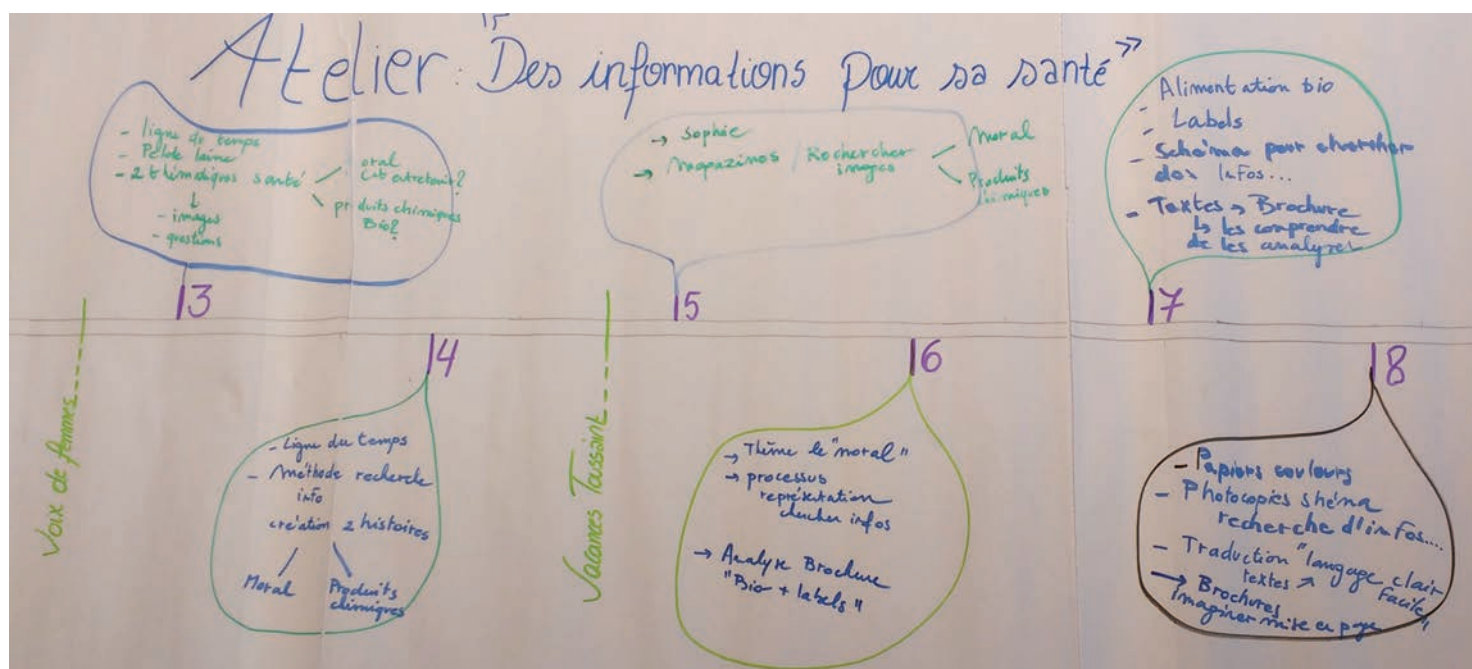 Atelier : "Des informations pour sa santé"
- ligne du temps
- Pelote laine
- 2 thématiques santé
oral
entretenir?
produits chimiques
Bio?
↓
- images
- questions
13
→ Sophie
→ magazines / Rechercher
images
Moral
Produits
chimiques
15
- Alimentation bio
- Labels
- Schéma pour chercher
des infos...
- Textes → Brochure
↳ les comprendre
de les analyser
17
Voix de femmes
14
- Ligne du temps
- Méthode recherche
info
création 2 histoires
Moral
Produits
chimiques
Vacances Toussaint
16
→ Thème le "moral"
→ processus
représentation
chercher infos
→ Analyse Brochure
"Bio + labels"
18
- Papiers couleurs
- Photocopies shéma
recherche d'infos....
- Traduction "langage clair
textes ↗ facile"
→ Brochures
Imaginer mise en page